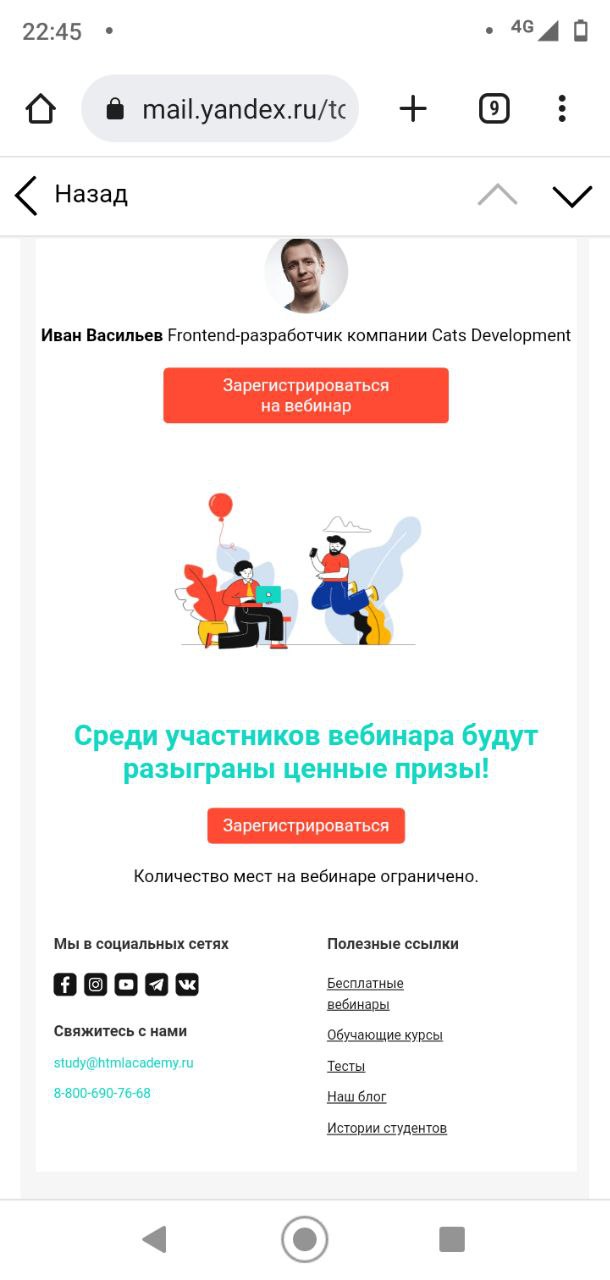 22:45
4G
mail.yandex.ru/to
9
Назад
Иван Васильев Frontend-разработчик компании Cats Development
Зарегистрироваться
на вебинар
Среди участников вебинара будут
разыграны ценные призы!
Зарегистрироваться
Количество мест на вебинаре ограничено.
Мы в социальных сетях
Свяжитесь с нами
study@htmlacademy.ru
8-800-690-76-68
Полезные ссылки
Бесплатные
вебинары
Обучающие курсы
Тесты
Наш блог
Истории студентов